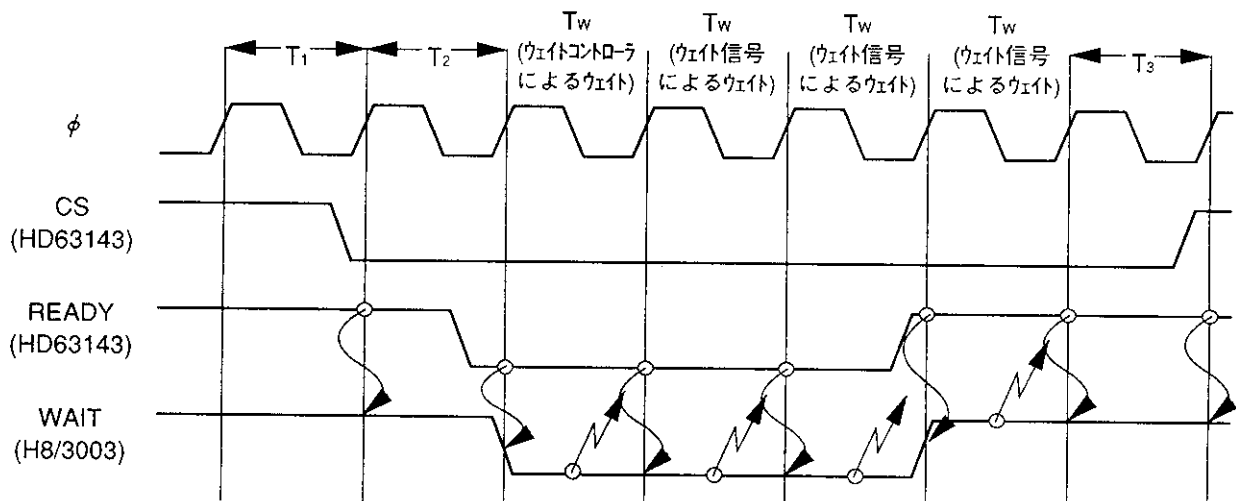 T1
T2
Tw
(ウェイトコントローラ
によるウェイト)
Tw
(ウェイト信号
によるウェイト)
Tw
(ウェイト信号
によるウェイト)
Tw
(ウェイト信号
によるウェイト)
T3
φ
CS
(HD63143)
READY
(HD63143)
WAIT
(H8/3003)